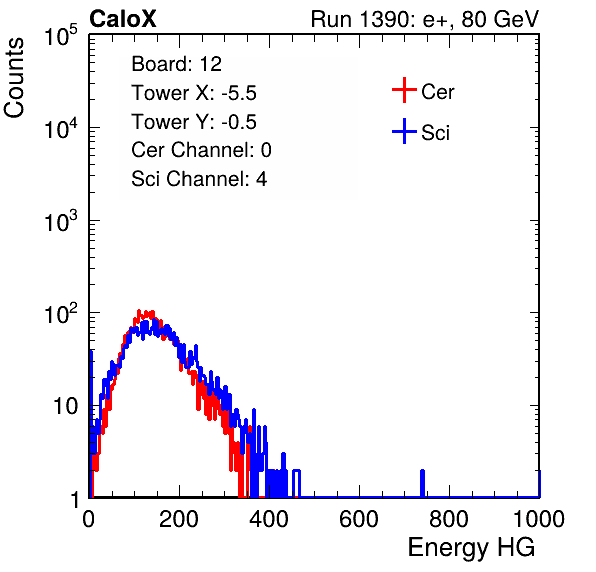 CaloX Run 1390: e+, 80 GeV
Counts
Board: 12
Tower X: -5.5
Tower Y: -0.5
Cer Channel: 0
Sci Channel: 4
Cer
Sci
10^5
10^4
10^3
10^2
10
1
0 200 400 600 800 1000
Energy HG